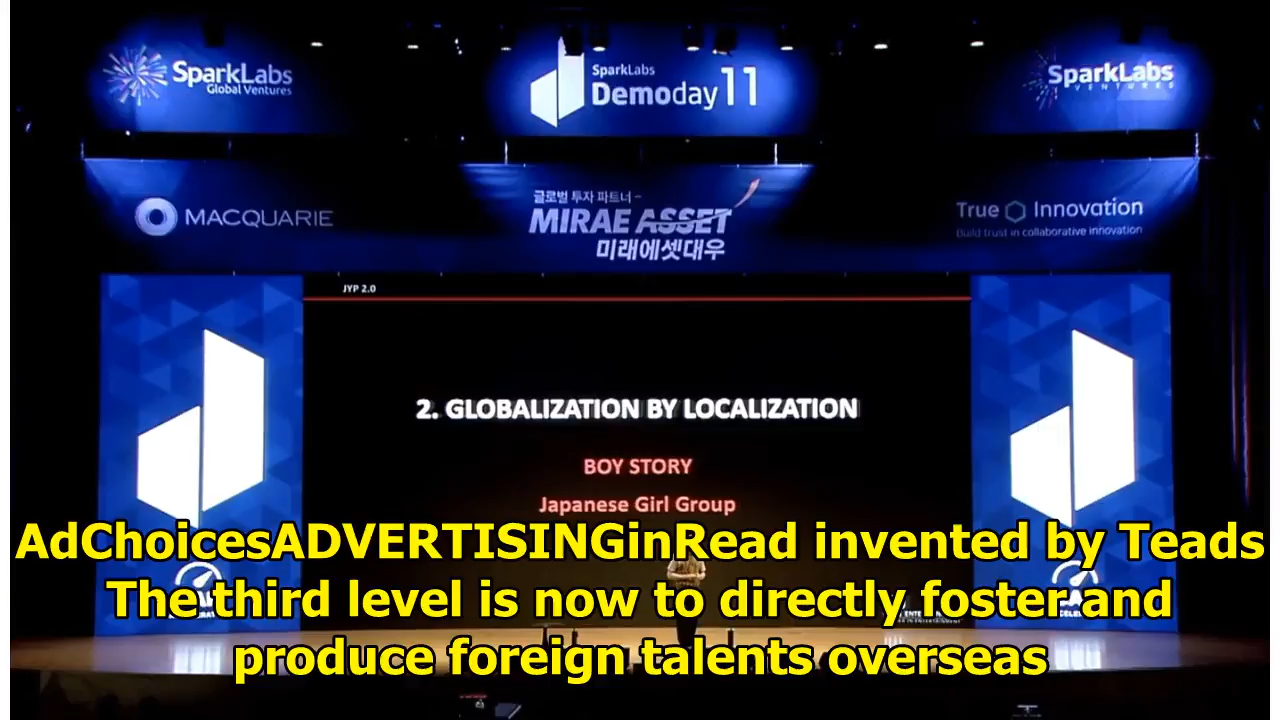 SparkLabs
Global Ventures
SparkLabs
Demoday 11
SparkLabs
VENTURES
MACQUARIE
글로벌 투자 파트너 –
MIRAE ASSET
미래에셋대우
True Innovation
Build trust in collaborative innovation
JYP 2.0
2. GLOBALIZATION BY LOCALIZATION
BOY STORY
Japanese Girl Group
AdChoicesADVERTISINGinRead invented by Teads
The third level is now to directly foster and
produce foreign talents overseas